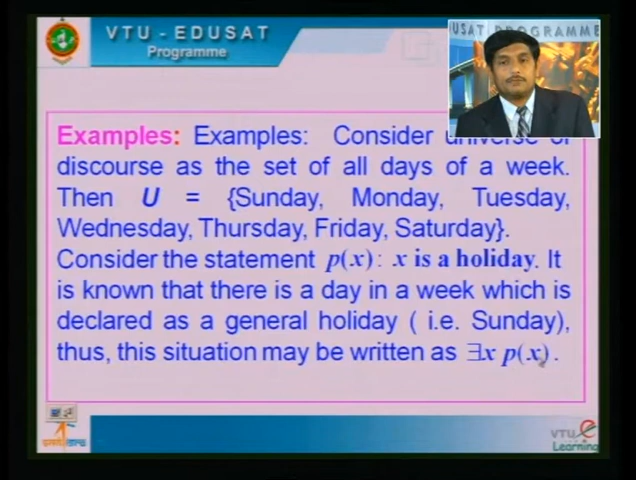 VTU - EDUSAT
Programme
USAT PROGRAMME
Examples: Examples: Consider universe of
discourse as the set of all days of a week.
Then U = {Sunday, Monday, Tuesday,
Wednesday, Thursday, Friday, Saturday}.
Consider the statement p(x): x is a holiday. It
is known that there is a day in a week which is
declared as a general holiday ( i.e. Sunday),
thus, this situation may be written as ∃x p(x).
VTU e
Learning